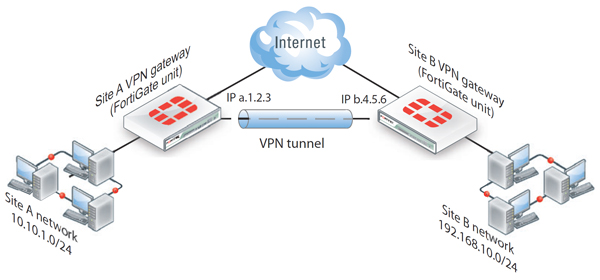 Internet
Site A VPN gateway
(FortiGate unit)
Site B VPN gateway
(FortiGate unit)
IP a.1.2.3
IP b.4.5.6
VPN tunnel
Site A network
10.10.1.0/24
Site B network
192.168.10.0/24